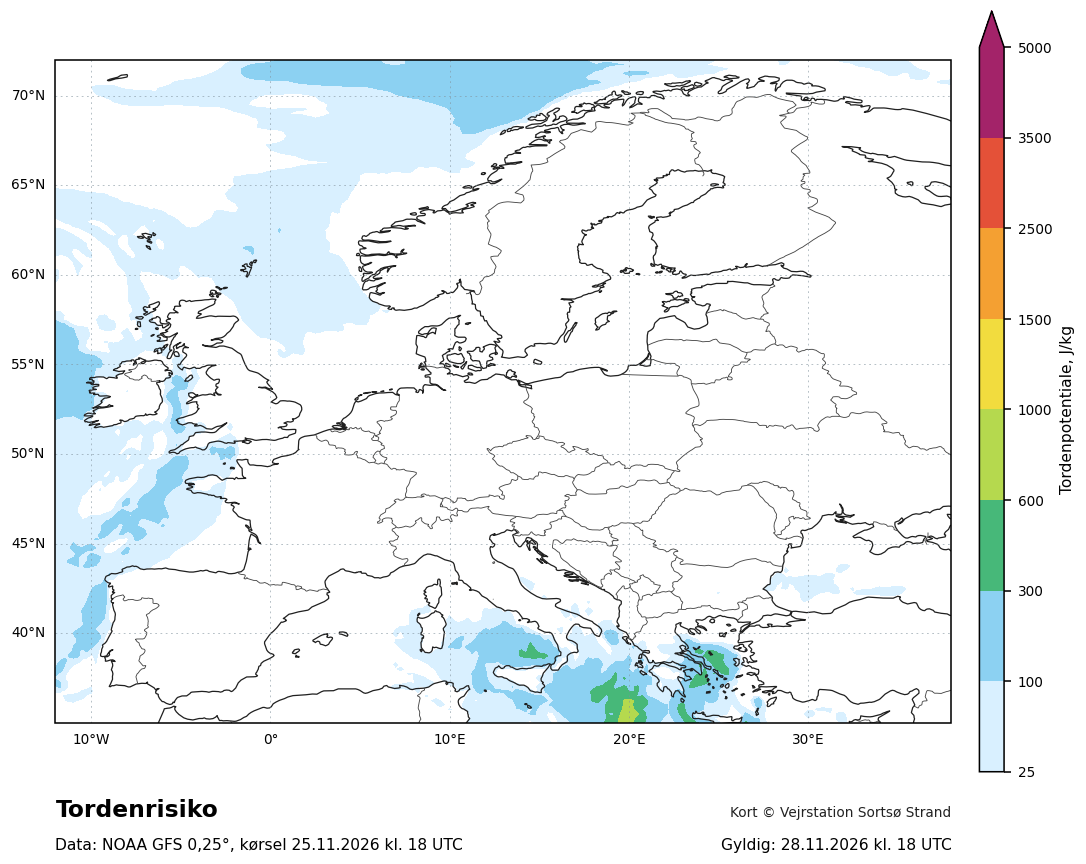 70°N
65°N
60°N
55°N
50°N
45°N
40°N
10°W
0°
10°E
20°E
30°E
5000
3500
2500
1500
1000
600
300
100
25
Tordenpotentiale, J/kg
Tordenrisiko
Kort © Vejrstation Sortsø Strand
Data: NOAA GFS 0,25°, kørsel 25.11.2026 kl. 18 UTC
Gyldig: 28.11.2026 kl. 18 UTC